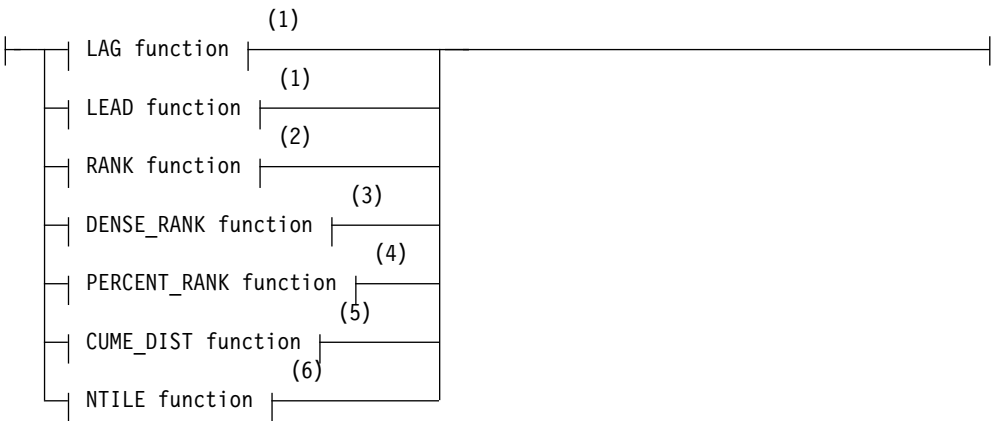 (1)
LAG function
(1)
LEAD function
(2)
RANK function
(3)
DENSE_RANK function
(4)
PERCENT_RANK function
(5)
CUME_DIST function
(6)
NTILE function